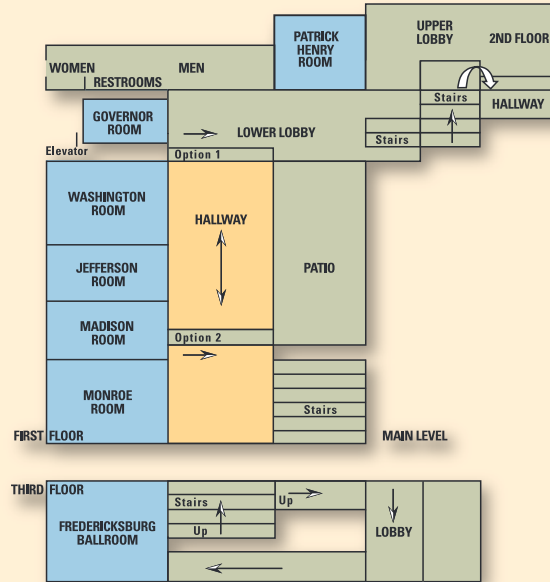 PATRICK
HENRY
ROOM
UPPER
LOBBY
2ND FLOOR
WOMEN
MEN
RESTROOMS
Stairs
HALLWAY
GOVERNOR
ROOM
LOWER LOBBY
Stairs
Elevator
Option 1
WASHINGTON
ROOM
HALLWAY
JEFFERSON
ROOM
PATIO
MADISON
ROOM
Option 2
MONROE
ROOM
Stairs
FIRST FLOOR
MAIN LEVEL
THIRD FLOOR
Stairs
Up
FREDERICKSBURG
BALLROOM
Up
LOBBY